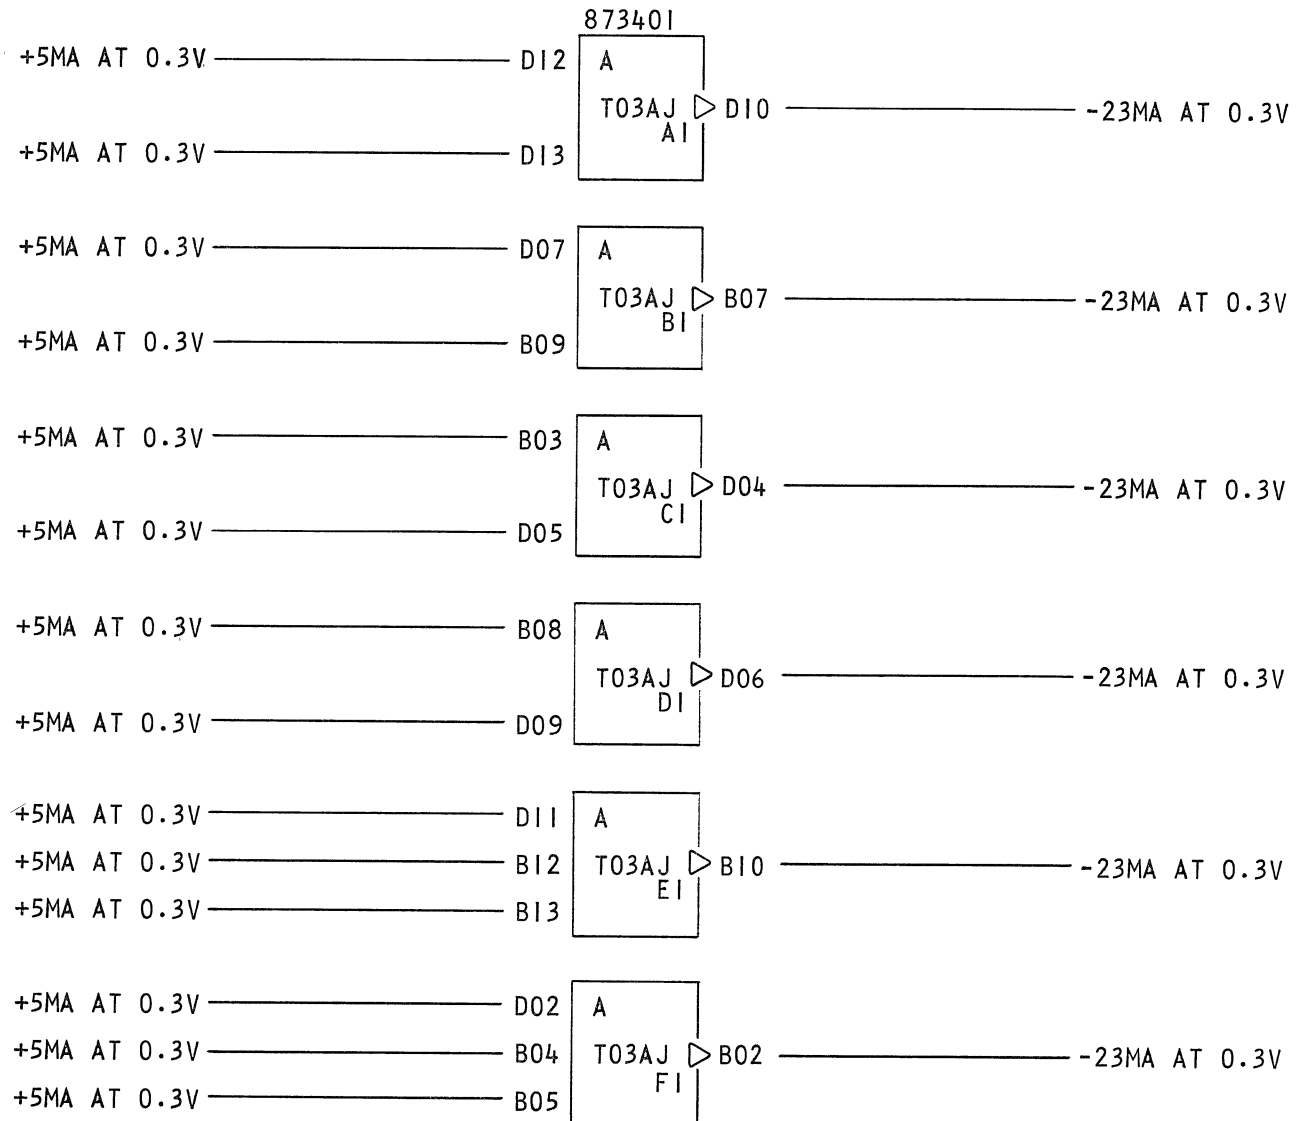 873401
+5MA AT 0.3V D12 A
T03AJ D10 -23MA AT 0.3V
A1
+5MA AT 0.3V D13
+5MA AT 0.3V D07 A
T03AJ B07 -23MA AT 0.3V
B1
+5MA AT 0.3V B09
+5MA AT 0.3V B03 A
T03AJ D04 -23MA AT 0.3V
C1
+5MA AT 0.3V D05
+5MA AT 0.3V B08 A
T03AJ D06 -23MA AT 0.3V
D1
+5MA AT 0.3V D09
+5MA AT 0.3V D11 A
+5MA AT 0.3V B12 T03AJ B10 -23MA AT 0.3V
E1
+5MA AT 0.3V B13
+5MA AT 0.3V D02 A
+5MA AT 0.3V B04 T03AJ B02 -23MA AT 0.3V
F1
+5MA AT 0.3V B05